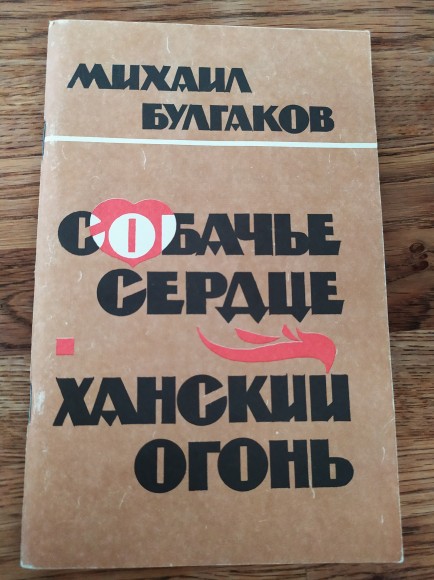 МИХАИЛ
БУЛГАКОВ
СОБАЧЬЕ
СЕРДЦЕ
ХАНСКИЙ
ОГОНЬ